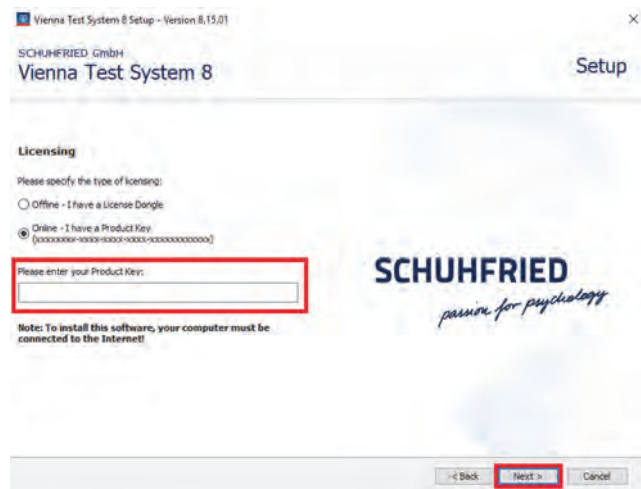 Vienna Test System 8 Setup - Version 8.15.01
SCHUHFRIED GmbH
Vienna Test System 8
Setup
Licensing
Please specify the type of licensing:
Offline - I have a License Dongle
Online - I have a Product Key
(xxxxxxxx-xxxx-xxxx-xxxx-xxxxxxxxxxxx)
Please enter your Product Key:
Note: To install this software, your computer must be
connected to the Internet!
SCHUHFRIED
passion for psychology
< Back
Next >
Cancel